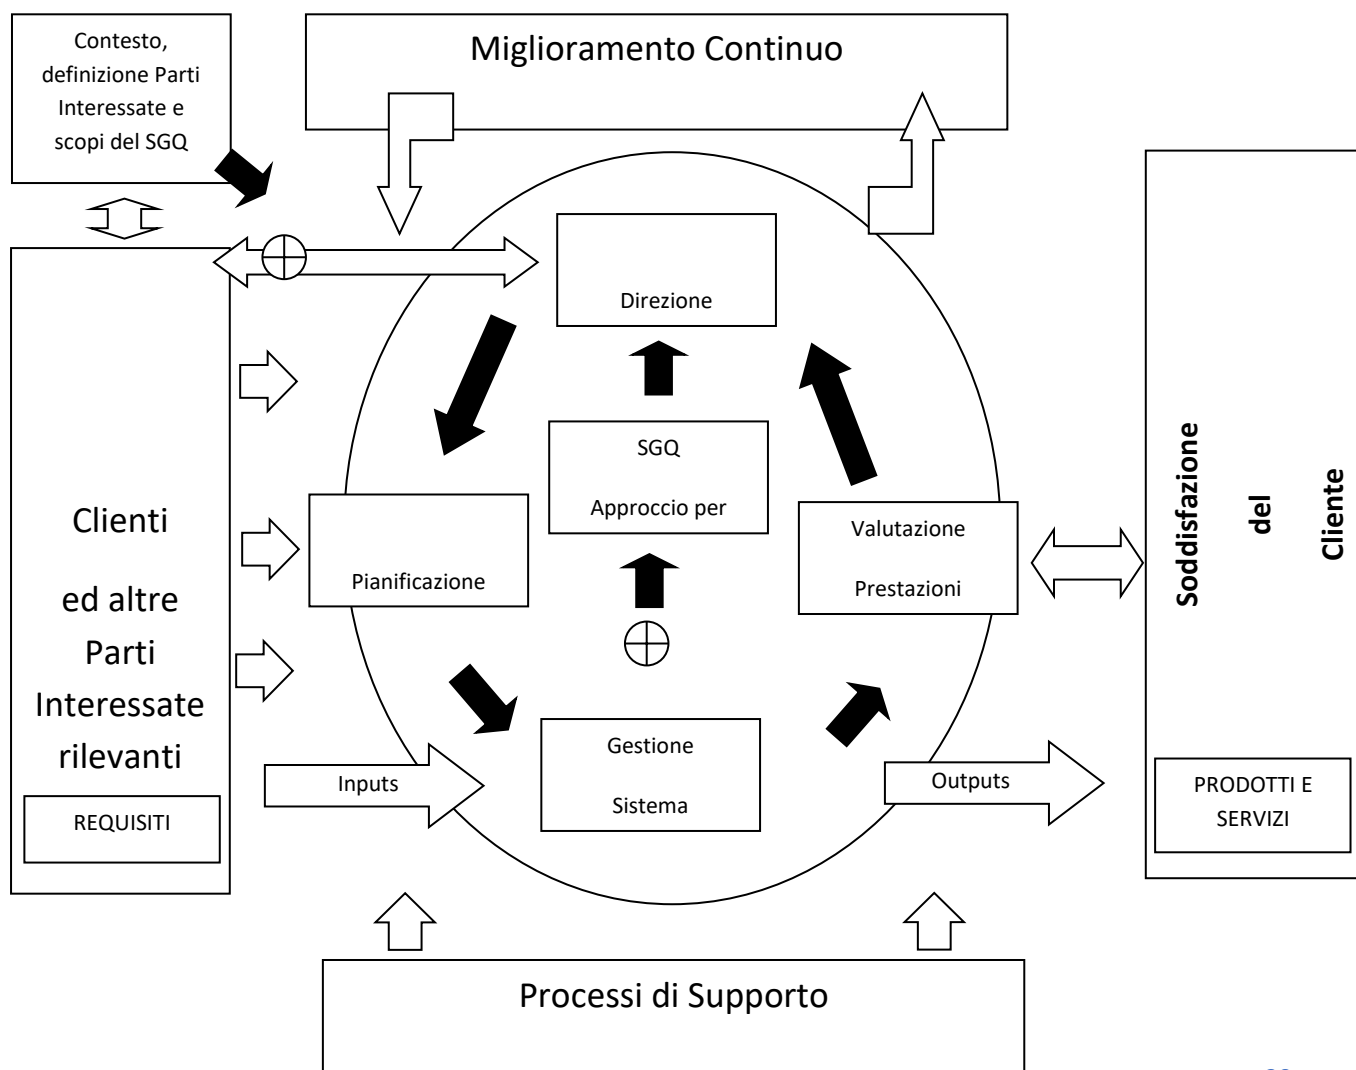 Contesto,
definizione Parti
Interessate e
scopi del SGQ
Miglioramento Continuo
Direzione
SGQ
Approccio per
Pianificazione
Valutazione
Prestazioni
Gestione
Sistema
Clienti
ed altre
Parti
Interessate
rilevanti
REQUISITI
Inputs
Outputs
Soddisfazione
del
Cliente
PRODOTTI E
SERVIZI
Processi di Supporto